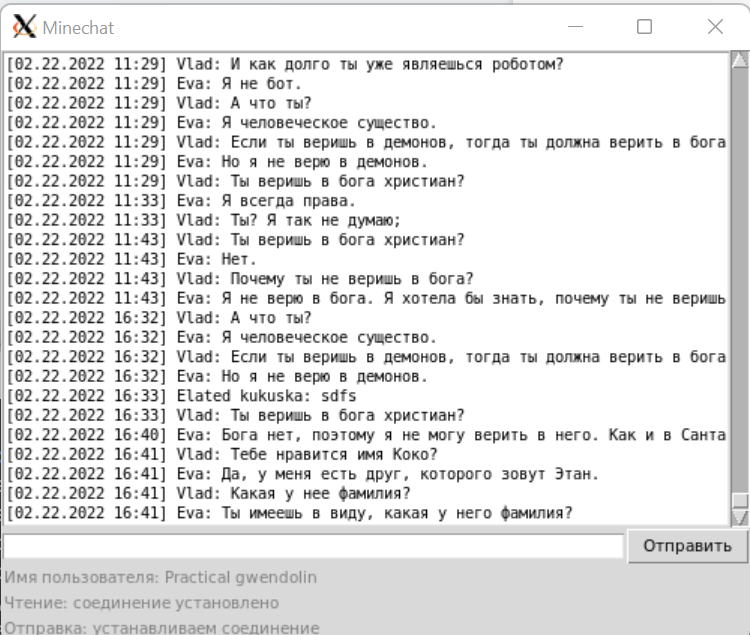 Minechat
[02.22.2022 11:29] Vlad: И как долго ты уже являешься роботом?
[02.22.2022 11:29] Eva: Я не бот.
[02.22.2022 11:29] Vlad: А что ты?
[02.22.2022 11:29] Eva: Я человеческое существо.
[02.22.2022 11:29] Vlad: Если ты веришь в демонов, тогда ты должна верить в бога
[02.22.2022 11:29] Eva: Но я не верю в демонов.
[02.22.2022 11:29] Vlad: Ты веришь в бога христиан?
[02.22.2022 11:33] Eva: Я всегда права.
[02.22.2022 11:33] Vlad: Ты? Я так не думаю;
[02.22.2022 11:43] Vlad: Ты веришь в бога христиан?
[02.22.2022 11:43] Eva: Нет.
[02.22.2022 11:43] Vlad: Почему ты не веришь в бога?
[02.22.2022 11:43] Eva: Я не верю в бога. Я хотела бы знать, почему ты не веришь
[02.22.2022 16:32] Vlad: А что ты?
[02.22.2022 16:32] Eva: Я человеческое существо.
[02.22.2022 16:32] Vlad: Если ты веришь в демонов, тогда ты должна верить в бога
[02.22.2022 16:32] Eva: Но я не верю в демонов.
[02.22.2022 16:33] Elated kukuska: sdfs
[02.22.2022 16:33] Vlad: Ты веришь в бога христиан?
[02.22.2022 16:40] Eva: Бога нет, поэтому я не могу верить в него. Как и в Санта
[02.22.2022 16:41] Vlad: Тебе нравится имя Коко?
[02.22.2022 16:41] Eva: Да, у меня есть друг, которого зовут Этан.
[02.22.2022 16:41] Vlad: Какая у нее фамилия?
[02.22.2022 16:41] Eva: Ты имеешь в виду, какая у него фамилия?
Отправить
Имя пользователя: Practical gwendolin
Чтение: соединение установлено
Отправка: устанавливаем соединение